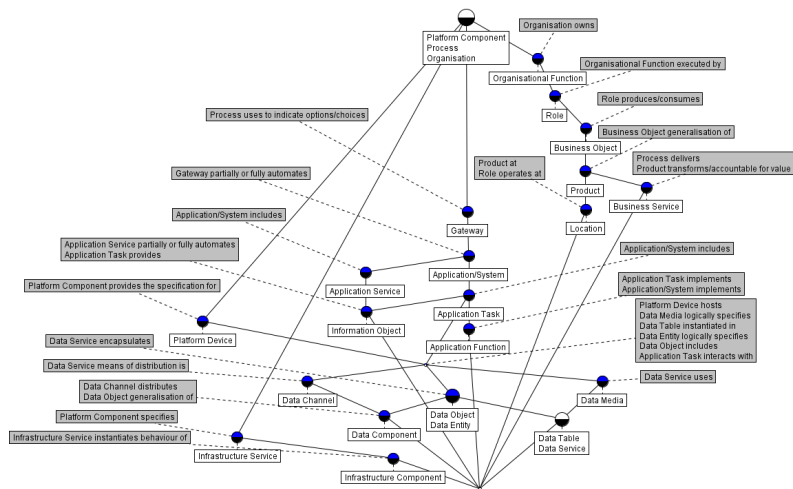 Organisation owns
Platform Component
Process
Organisation
Organisational Function executed by
Organisational Function
Role produces/consumes
Process uses to indicate options/choices
Role
Business Object generalisation of
Business Object
Process delivers
Product transforms/accountable for value
Product at
Role operates at
Gateway partially or fully automates
Product
Business Service
Application/System includes
Location
Gateway
Application Service partially or fully automates
Application Task provides
Application/System includes
Application/System
Platform Component provides the specification for
Application Service
Application Task implements
Application/System implements
Platform Device hosts
Data Media logically specifies
Data Table instantiated in
Data Entity logically specifies
Data Object includes
Application Task interacts with
Application Task
Information Object
Platform Device
Application Function
Data Service encapsulates
Data Service means of distribution is
Data Service uses
Data Channel distributes
Data Object generalisation of
Data Channel
Data Media
Data Object
Data Entity
Platform Component specifies
Data Component
Infrastructure Service instantiates behaviour of
Data Table
Data Service
Infrastructure Service
Infrastructure Component